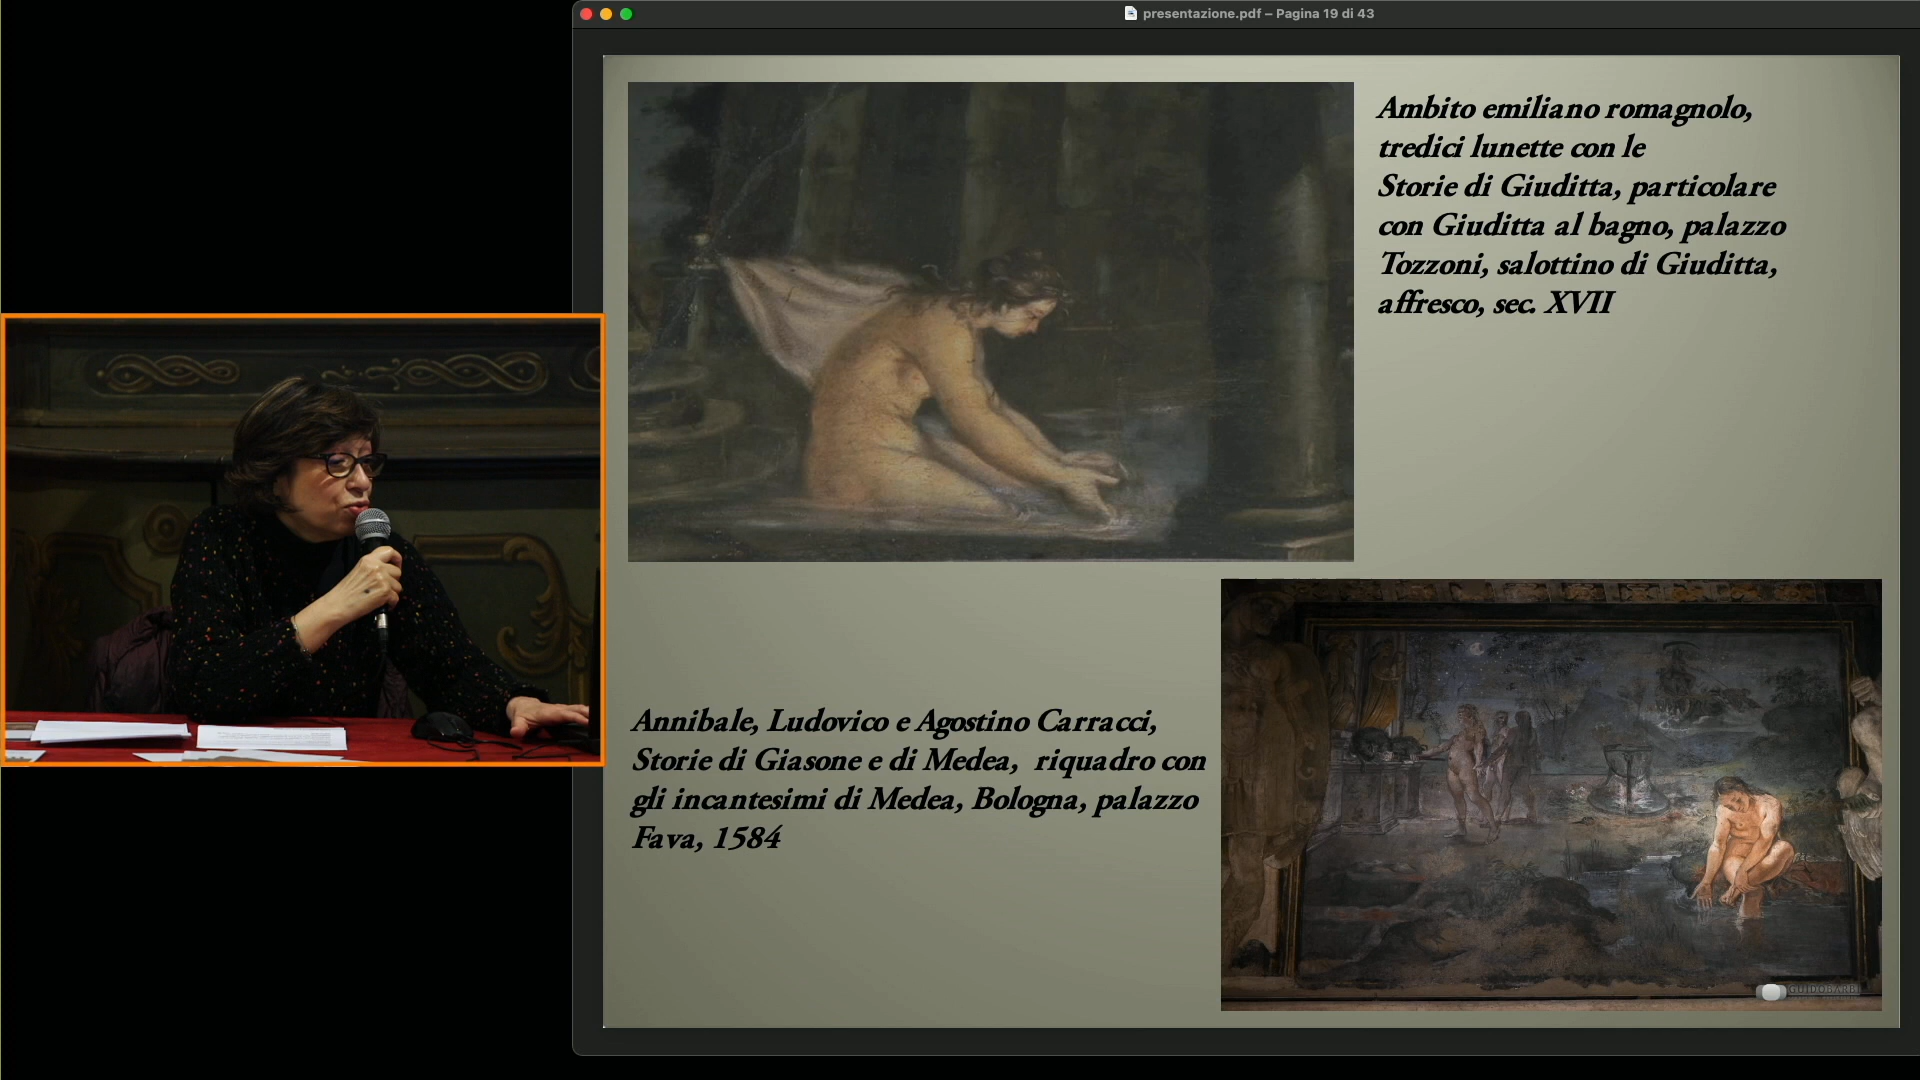 presentazione.pdf – Pagina 19 di 43
Ambito emiliano romagnolo,
tredici lunette con le
Storie di Giuditta, particolare
con Giuditta al bagno, palazzo
Tozzoni, salottino di Giuditta,
affresco, sec. XVII
Annibale, Ludovico e Agostino Carracci,
Storie di Giasone e di Medea, riquadro con
gli incantesimi di Medea, Bologna, palazzo
Fava, 1584